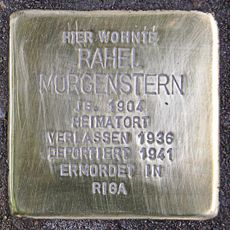 HIER WOHNTE
RAHEL
MORGENSTERN
JG. 1904
HEIMATORT
VERLASSEN 1936
DEPORTIERT 1941
ERMORDET IN
RIGA